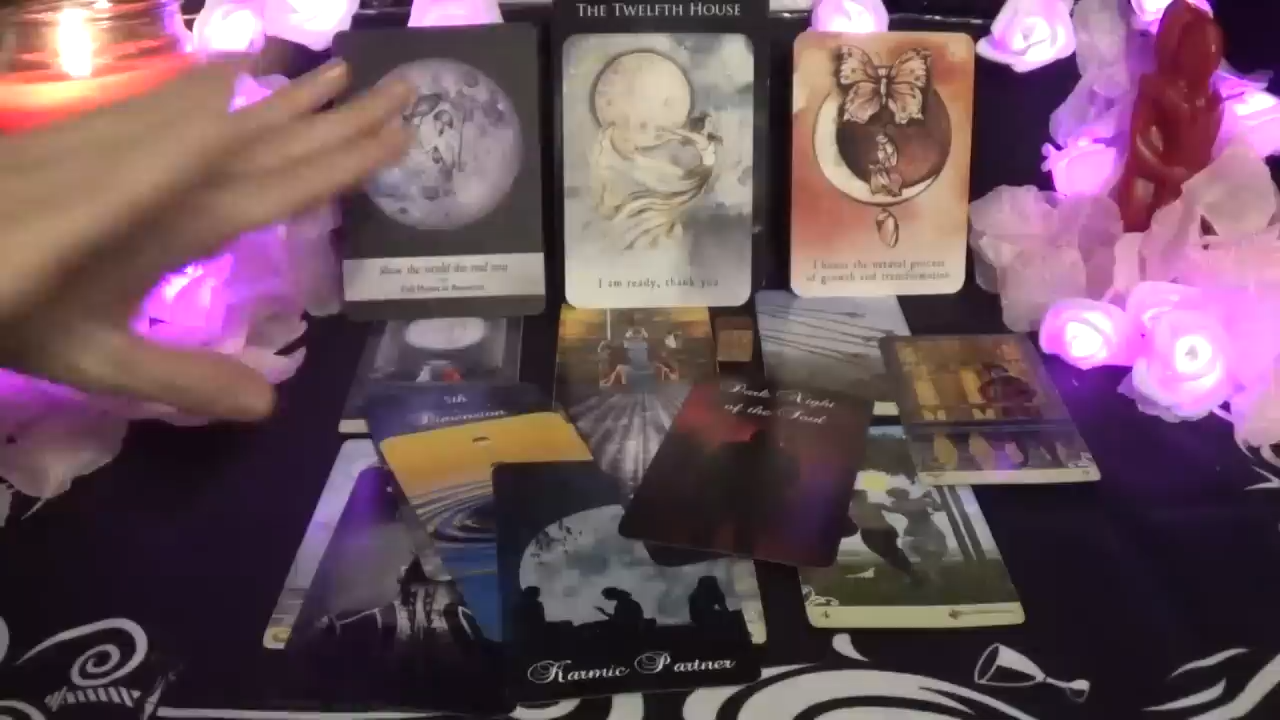 THE TWELFTH HOUSE
Show the world the real you
Full Moon in Aquarius
I am ready, thank you
I honor the natural process
of growth and transformation
5th
Dimension
Dark Night
of the Soul
Karmic Partner